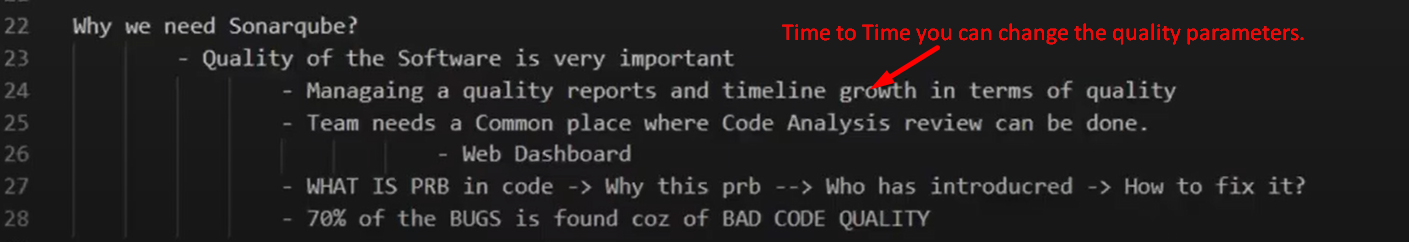 22 Why we need Sonarqube?
Time to Time you can change the quality parameters.
23 - Quality of the Software is very important
24 - Managaing a quality reports and timeline growth in terms of quality
25 - Team needs a Common place where Code Analysis review can be done.
26 - Web Dashboard
27 - WHAT IS PRB in code -> Why this prb --> Who has introducred -> How to fix it?
28 - 70% of the BUGS is found coz of BAD CODE QUALITY